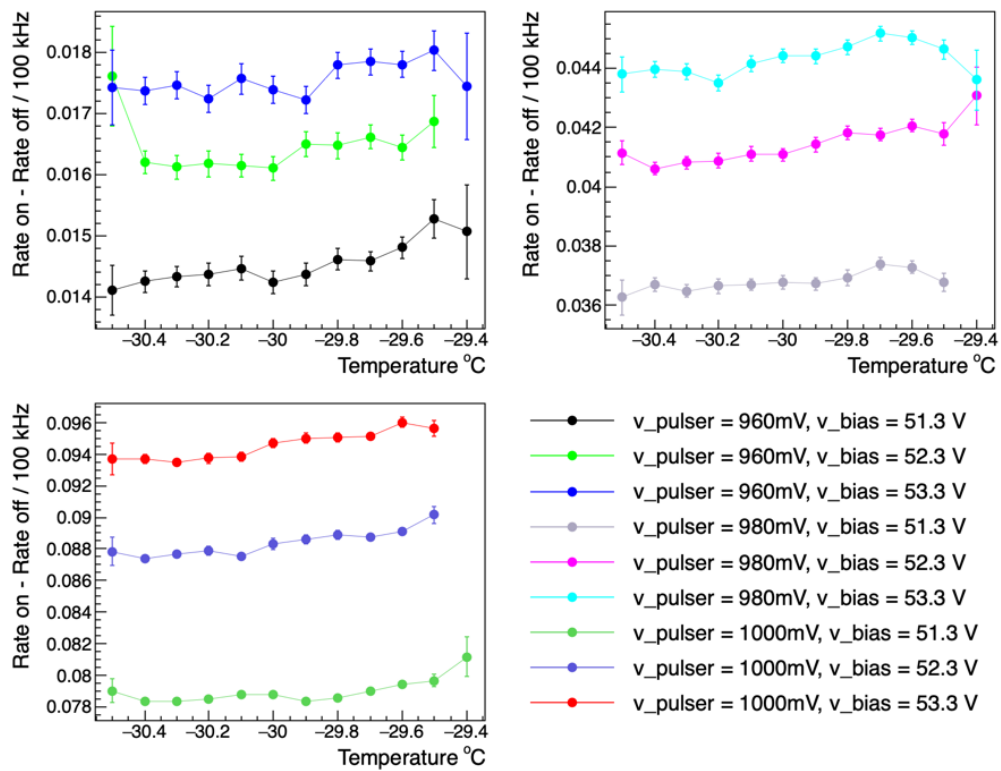 Rate on - Rate off / 100 kHz
0.018
0.017
0.016
0.015
0.014
−30.4 −30.2 −30 −29.8 −29.6 −29.4
Temperature °C
Rate on - Rate off / 100 kHz
0.044
0.042
0.04
0.038
0.036
−30.4 −30.2 −30 −29.8 −29.6 −29.4
Temperature °C
Rate on - Rate off / 100 kHz
0.096
0.094
0.092
0.09
0.088
0.086
0.084
0.082
0.08
0.078
−30.4 −30.2 −30 −29.8 −29.6 −29.4
Temperature °C
v_pulser = 960mV, v_bias = 51.3 V
v_pulser = 960mV, v_bias = 52.3 V
v_pulser = 960mV, v_bias = 53.3 V
v_pulser = 980mV, v_bias = 51.3 V
v_pulser = 980mV, v_bias = 52.3 V
v_pulser = 980mV, v_bias = 53.3 V
v_pulser = 1000mV, v_bias = 51.3 V
v_pulser = 1000mV, v_bias = 52.3 V
v_pulser = 1000mV, v_bias = 53.3 V